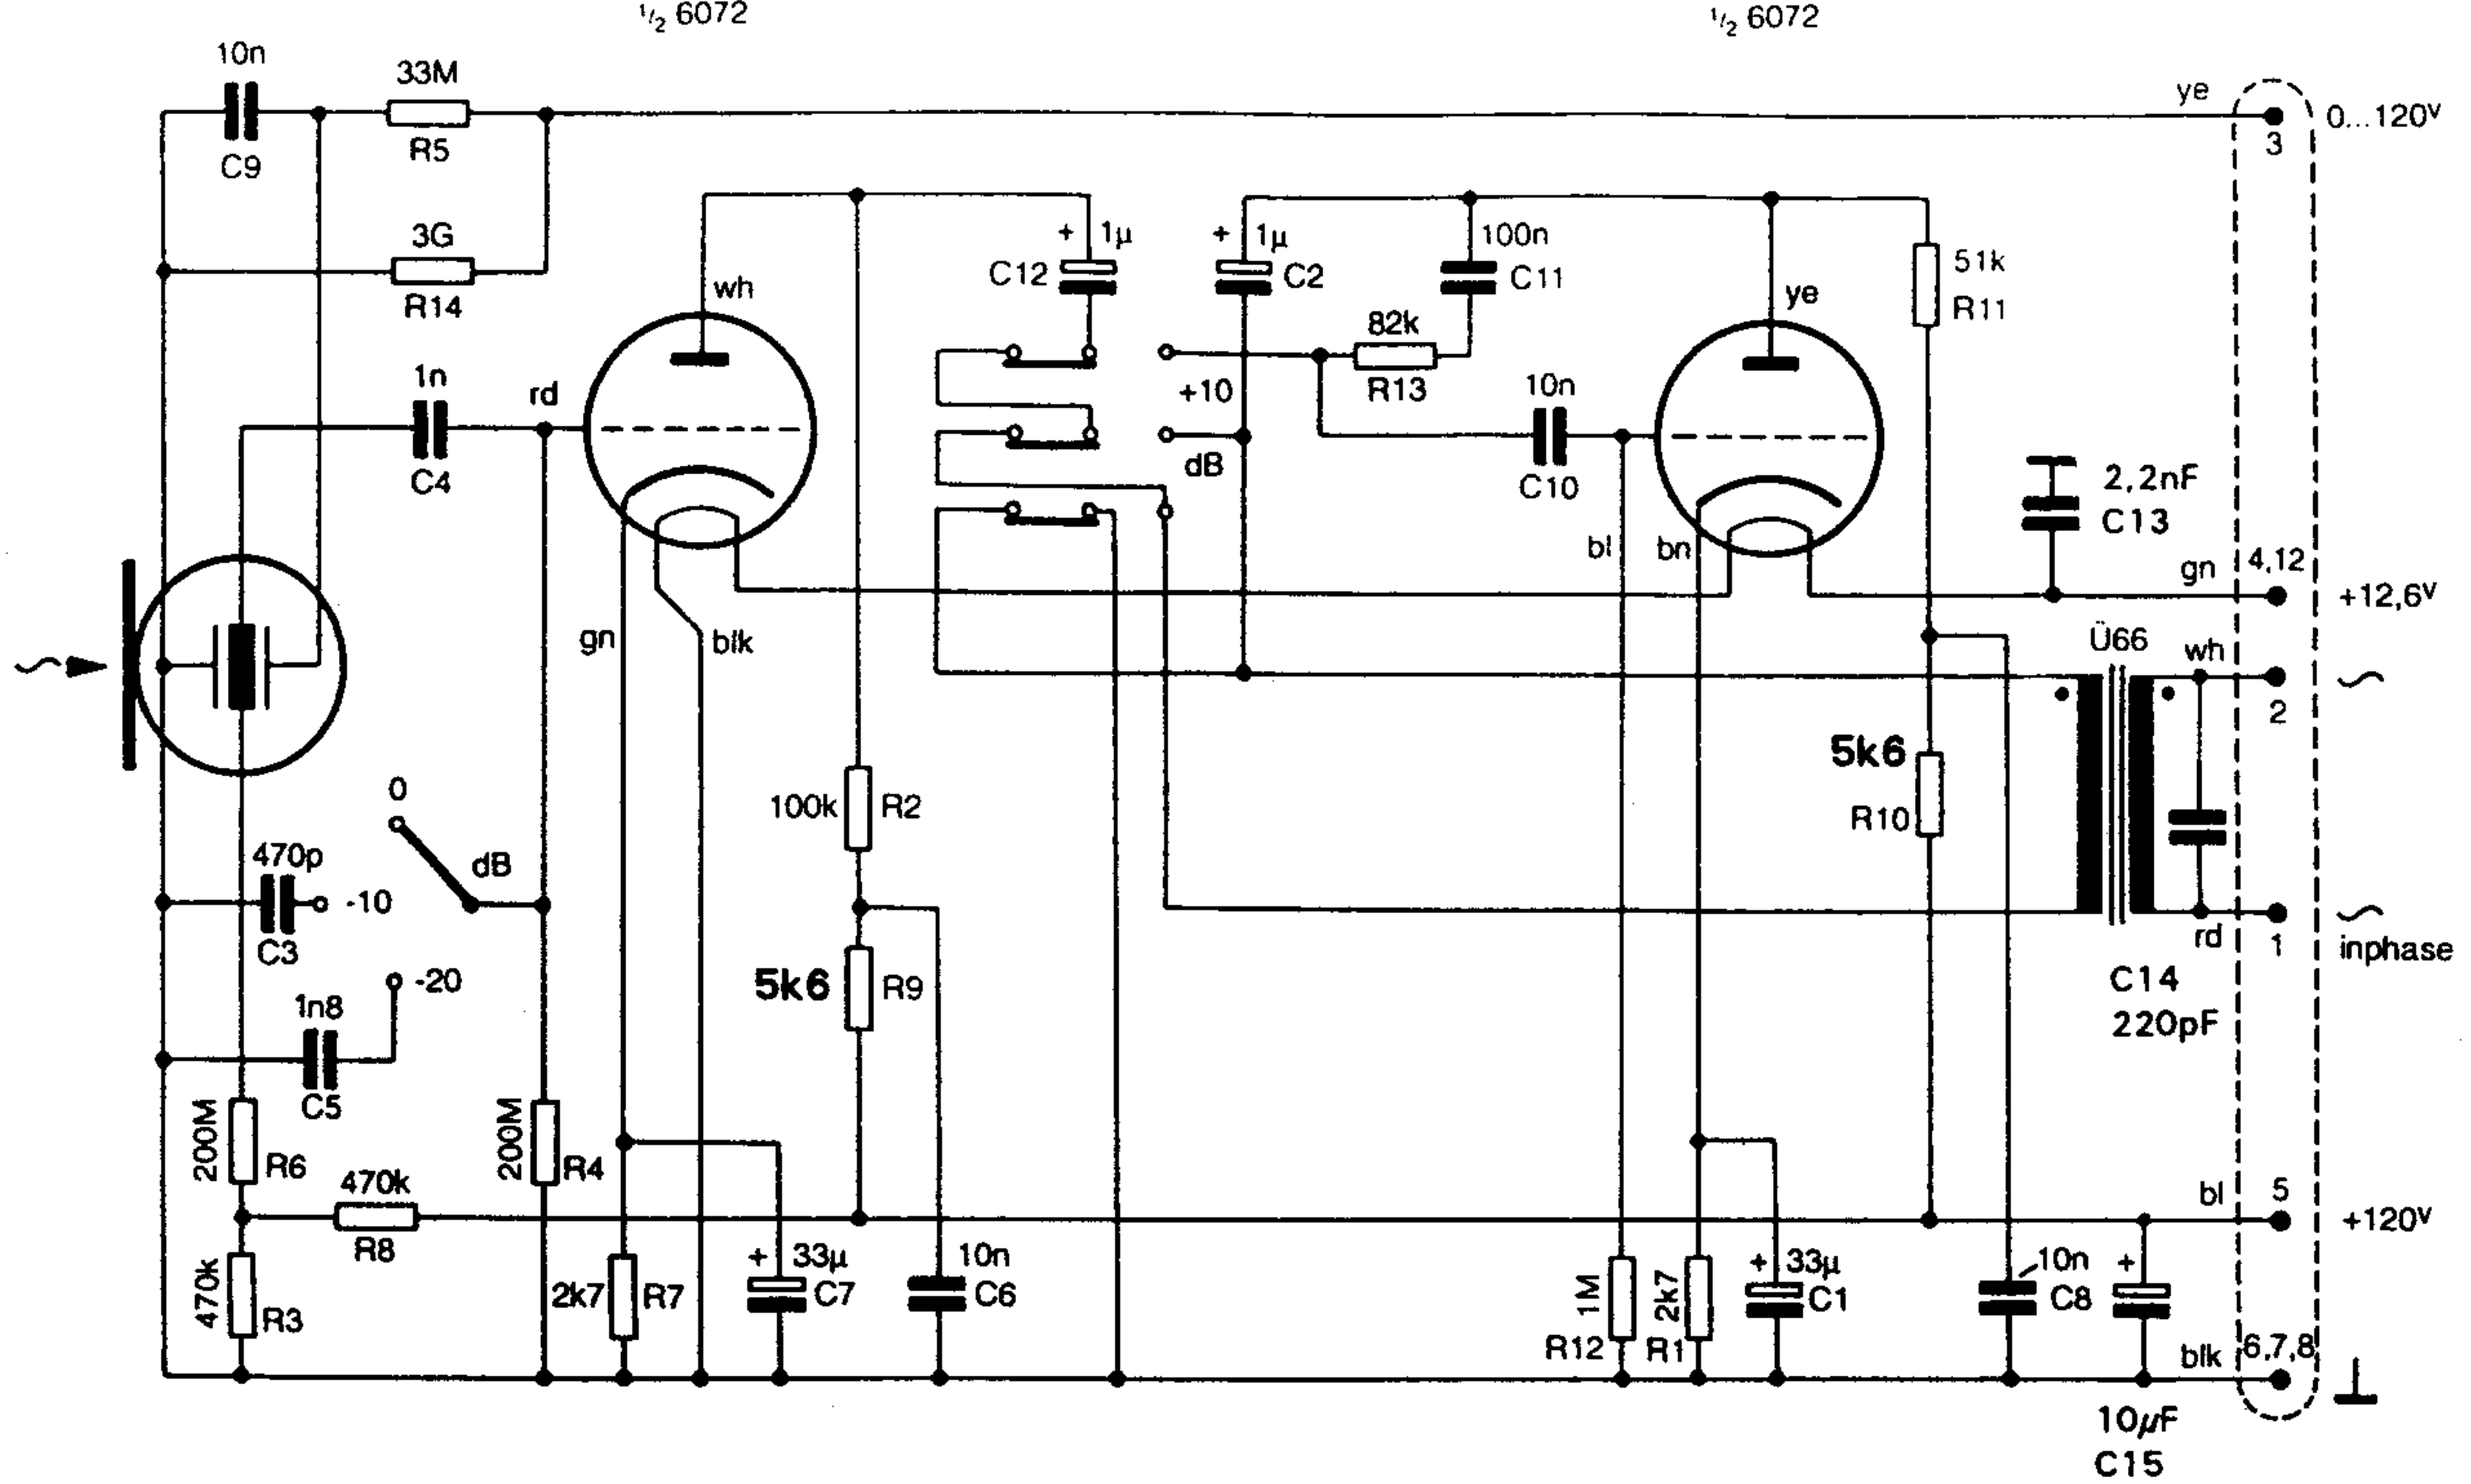 ½ 6072
½ 6072
10n
C9
33M
R5
ye
3
0...120V
3G
R14
wh
+ 1µ
C12
+ 1µ
C2
100n
C11
51k
R11
ye
82k
R13
1n
C4
rd
+10
dB
10n
C10
2,2nF
C13
bl
bn
gn
4,12
+12,6V
gn
blk
Ü66
wh
2
5k6
R10
0
dB
100k
R2
470p
-10
C3
rd
1
inphase
-20
5k6
R9
C14
220pF
1n8
C5
200M
R6
200M
R4
470k
R8
bl
5
+120V
470k
R3
2k7
R7
+ 33µ
C7
10n
C6
1M
R12
2k7
R1
+ 33µ
C1
10n
C8
+
blk
6,7,8
10µF
C15